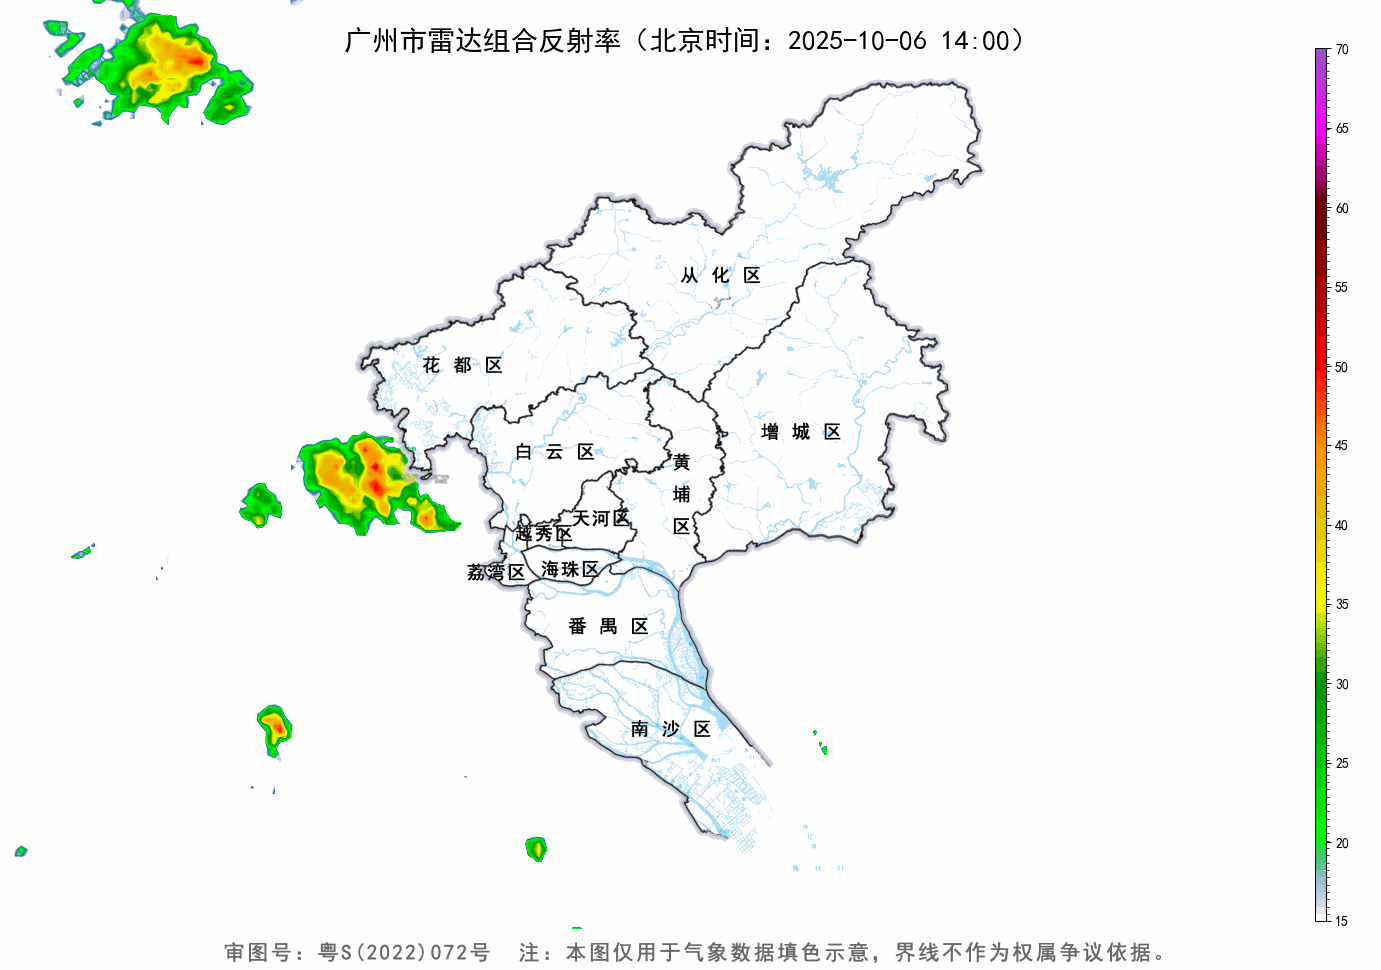 广州市雷达组合反射率（北京时间：2025-10-06 14:00）
70
65
60
55
50
45
40
35
30
25
20
15
从化区
花都区
增城区
白云区
黄埔区
天河区
越秀区
荔湾区
海珠区
番禺区
南沙区
审图号：粤S(2022)072号 注：本图仅用于气象数据填色示意，界线不作为权属争议依据。